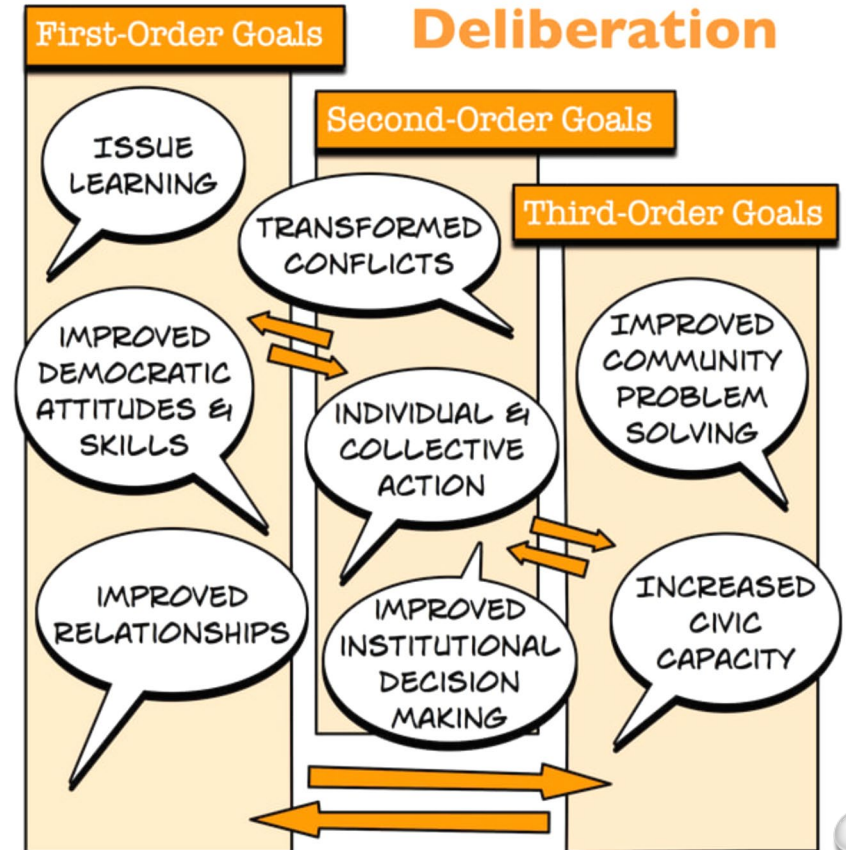 Deliberation
First-Order Goals
ISSUE
LEARNING
IMPROVED
DEMOCRATIC
ATTITUDES &
SKILLS
IMPROVED
RELATIONSHIPS
Second-Order Goals
TRANSFORMED
CONFLICTS
INDIVIDUAL &
COLLECTIVE
ACTION
IMPROVED
INSTITUTIONAL
DECISION
MAKING
Third-Order Goals
IMPROVED
COMMUNITY
PROBLEM
SOLVING
INCREASED
CIVIC
CAPACITY